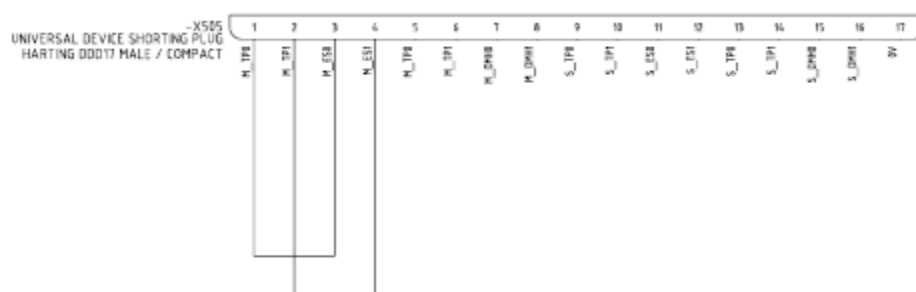 -X505
UNIVERSAL DEVICE SHORTING PLUG
HARTING DDD17 MALE / COMPACT
1 2 3 4 5 6 7 8 9 10 11 12 13 14 15 16 17
M_TP0 M_TP1 M_ES0 M_ES1 M_TP0 M_TP1 M_DMH0 M_DMH1 S_TP0 S_TP1 S_ES0 S_ES1 S_TP0 S_TP1 S_DMH0 S_DMH1 0V